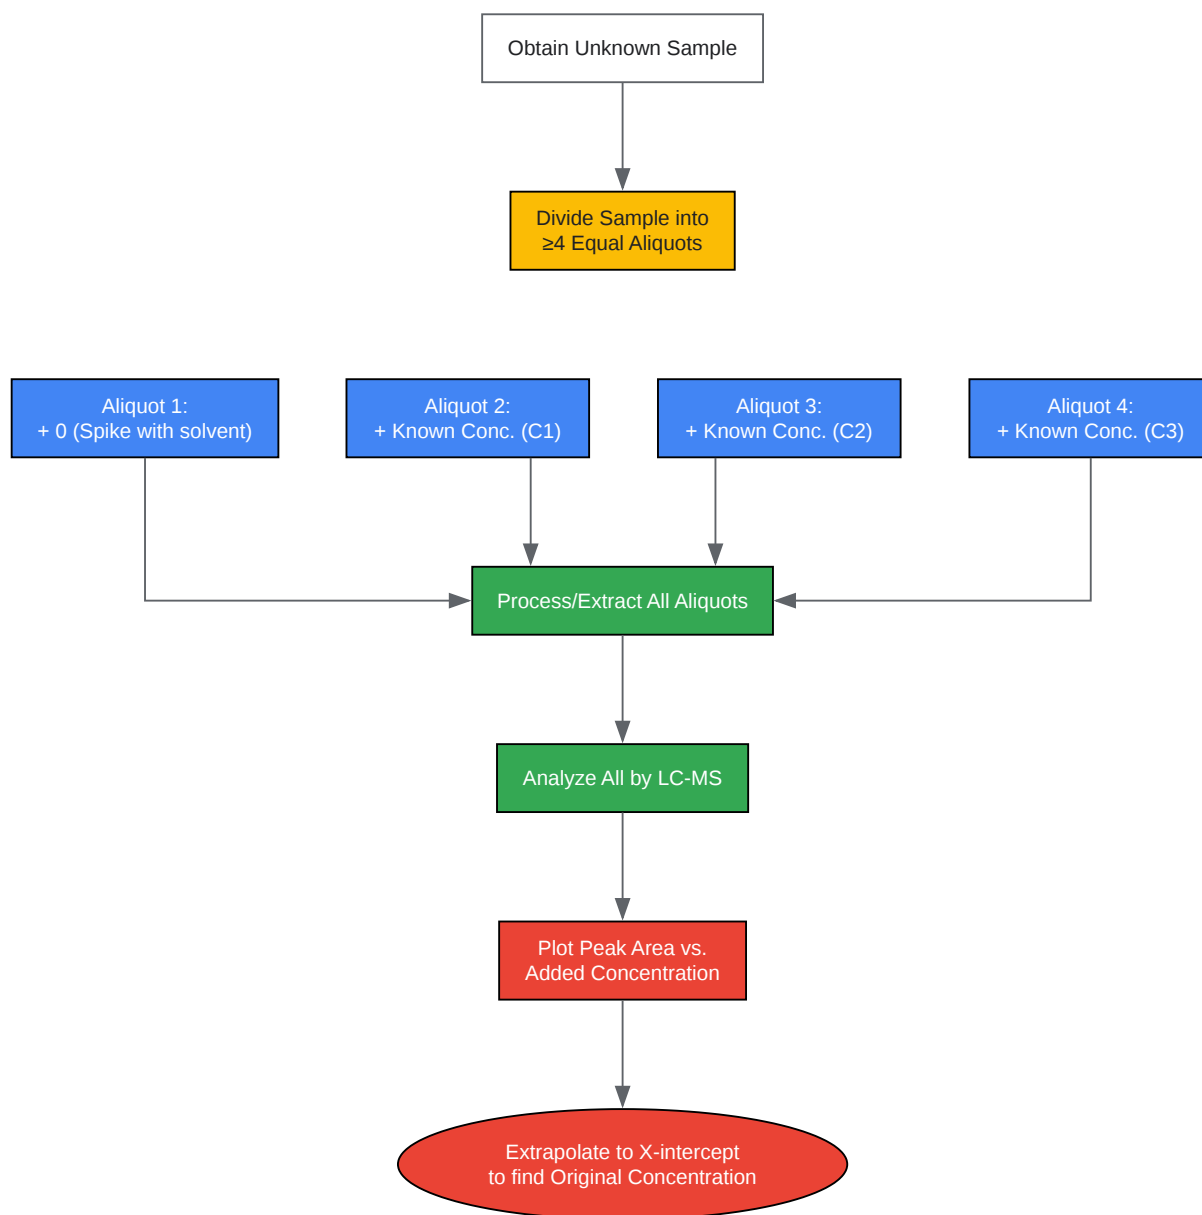 Obtain Unknown Sample
Divide Sample into
≥4 Equal Aliquots
Aliquot 1:
+ 0 (Spike with solvent)
Aliquot 2:
+ Known Conc. (C1)
Aliquot 3:
+ Known Conc. (C2)
Aliquot 4:
+ Known Conc. (C3)
Process/Extract All Aliquots
Analyze All by LC-MS
Plot Peak Area vs.
Added Concentration
Extrapolate to X-intercept
to find Original Concentration